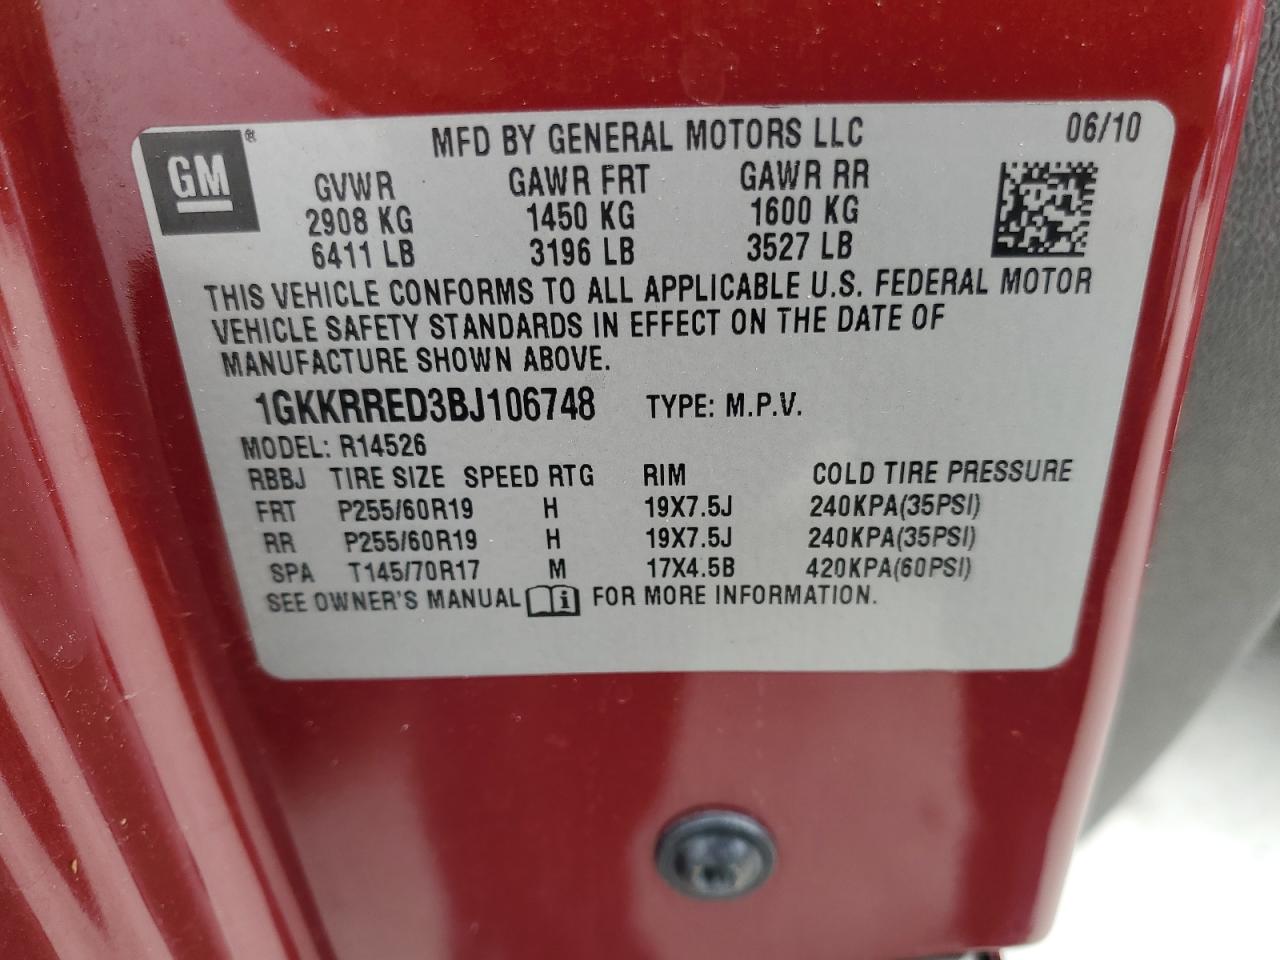 GM®
MFD BY GENERAL MOTORS LLC 06/10
GVWR GAWR FRT GAWR RR
2908 KG 1450 KG 1600 KG
6411 LB 3196 LB 3527 LB
THIS VEHICLE CONFORMS TO ALL APPLICABLE U.S. FEDERAL MOTOR
VEHICLE SAFETY STANDARDS IN EFFECT ON THE DATE OF
MANUFACTURE SHOWN ABOVE.
1GKKRRED3BJ106748 TYPE: M.P.V.
MODEL: R14526
RBBJ TIRE SIZE SPEED RTG RIM COLD TIRE PRESSURE
FRT P255/60R19 H 19X7.5J 240KPA(35PSI)
RR P255/60R19 H 19X7.5J 240KPA(35PSI)
SPA T145/70R17 M 17X4.5B 420KPA(60PSI)
SEE OWNER'S MANUAL i FOR MORE INFORMATION.